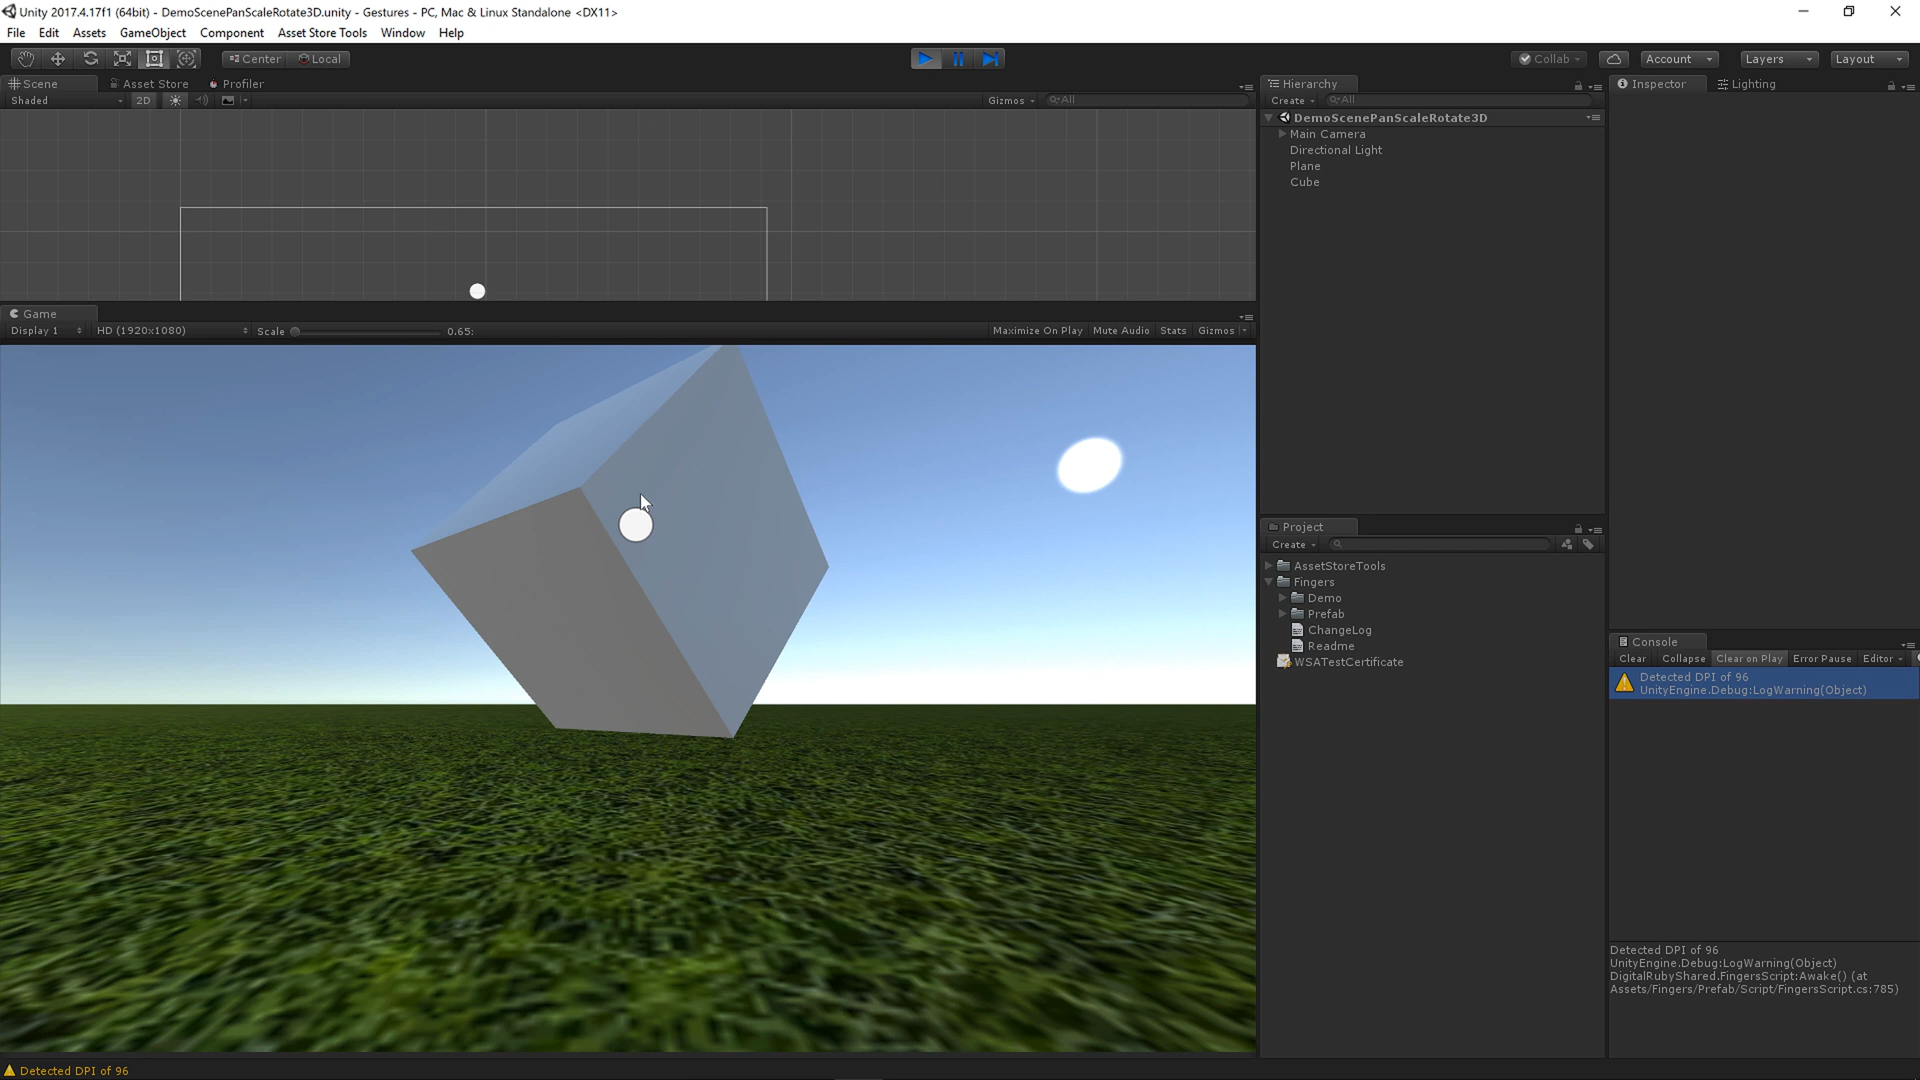 Unity 2017.4.17f1 (64bit) - DemoScenePanScaleRotate3D.unity - Gestures - PC, Mac & Linux Standalone <DX11>
File Edit Assets GameObject Component Asset Store Tools Window Help
Center Local Collab Account Layers Layout
Scene Asset Store Profiler
Shaded 2D Gizmos All
Game
Display 1 HD (1920x1080) Scale 0.65: Maximize On Play Mute Audio Stats Gizmos
Hierarchy
Create All
DemoScenePanScaleRotate3D
Main Camera
Directional Light
Plane
Cube
Project
Create
AssetStoreTools
Fingers
Demo
Prefab
ChangeLog
Readme
WSATestCertificate
Inspector Lighting
Console
Clear Collapse Clear on Play Error Pause Editor
Detected DPI of 96
UnityEngine.Debug:LogWarning(Object)
Detected DPI of 96
UnityEngine.Debug:LogWarning(Object)
DigitalRubyShared.FingersScript:Awake() (at
Assets/Fingers/Prefab/Script/FingersScript.cs:785)
Detected DPI of 96